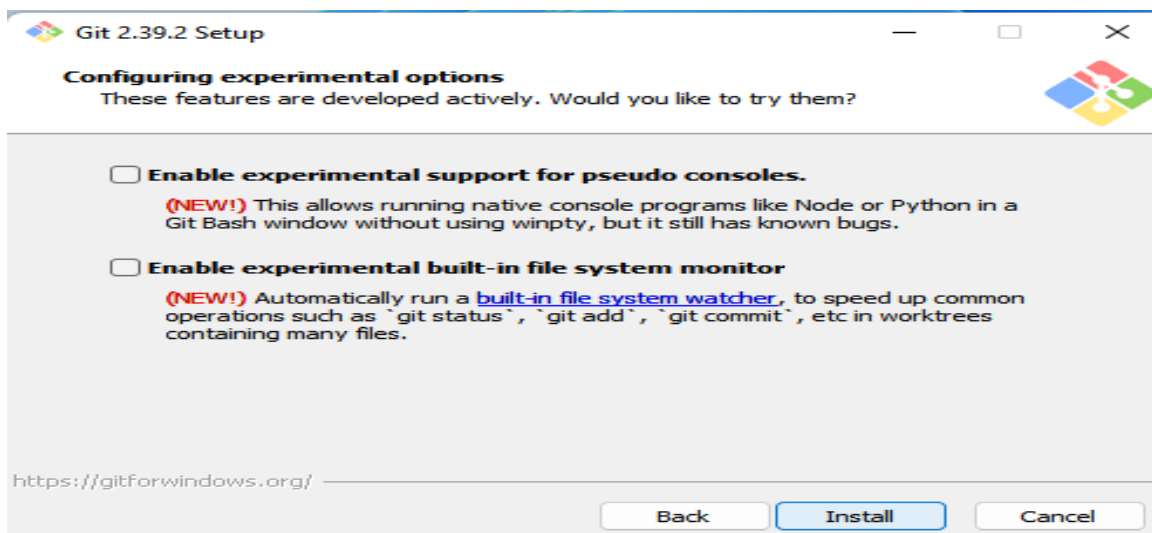 Git 2.39.2 Setup
Configuring experimental options
These features are developed actively. Would you like to try them?
Enable experimental support for pseudo consoles.
(NEW!) This allows running native console programs like Node or Python in a
Git Bash window without using winpty, but it still has known bugs.
Enable experimental built-in file system monitor
(NEW!) Automatically run a built-in file system watcher, to speed up common
operations such as `git status`, `git add`, `git commit`, etc in worktrees
containing many files.
https://gitforwindows.org/
Back Install Cancel